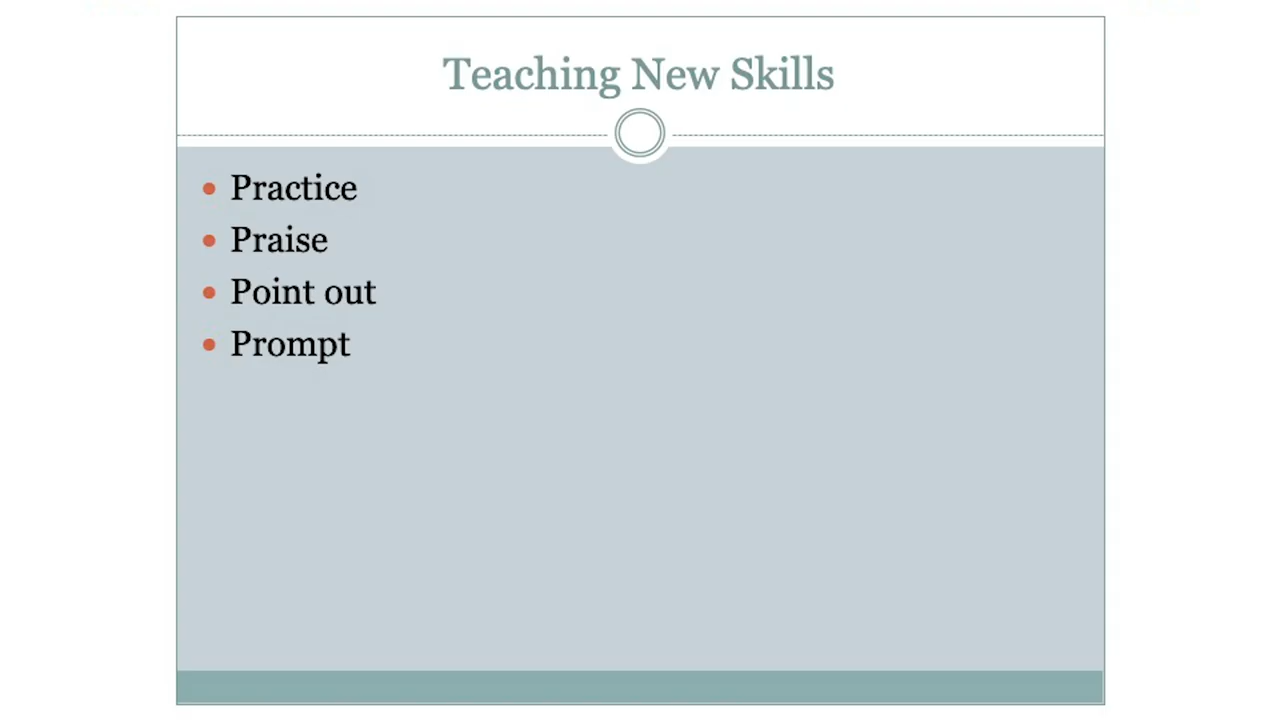 Teaching New Skills
Practice
Praise
Point out
Prompt